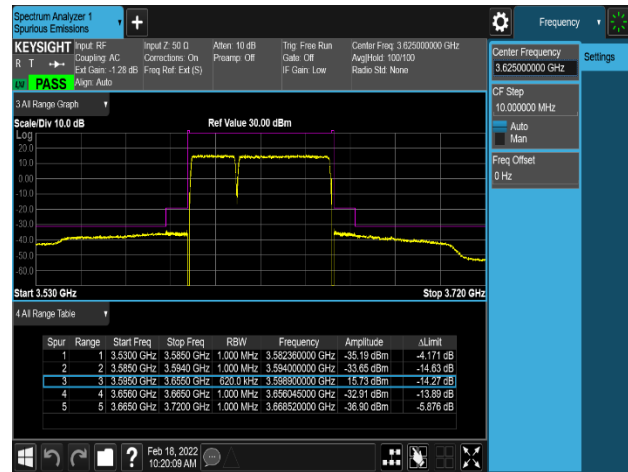 Spectrum Analyzer 1
Spurious Emissions
Frequency
KEYSIGHT Input: RF Input Z: 50 Ω Atten: 10 dB Trig: Free Run Center Freq: 3.625000000 GHz
R T Coupling: AC Corrections: On Preamp: Off Gate: Off Avg|Hold: 100/100
Ext Gain: -1.28 dB Freq Ref: Ext (S) IF Gain: Low Radio Std: None
PASS Align: Auto
Center Frequency
3.625000000 GHz
Settings
CF Step
10.000000 MHz
Auto
Man
Freq Offset
0 Hz
3 All Range Graph
Scale/Div 10.0 dB Ref Value 30.00 dBm
Log
20.0
10.0
0.00
-10.0
-20.0
-30.0
-40.0
-50.0
-60.0
Start 3.530 GHz Stop 3.720 GHz
4 All Range Table
Spur Range Start Freq Stop Freq RBW Frequency Amplitude ΔLimit
1 1 3.5300 GHz 3.5850 GHz 1.000 MHz 3.582360000 GHz -35.19 dBm -4.171 dB
2 2 3.5850 GHz 3.5940 GHz 1.000 MHz 3.594000000 GHz -33.65 dBm -14.63 dB
3 3 3.5950 GHz 3.6550 GHz 620.0 kHz 3.598900000 GHz 15.73 dBm -14.27 dB
4 4 3.6560 GHz 3.6650 GHz 1.000 MHz 3.656045000 GHz -32.91 dBm -13.89 dB
5 5 3.6650 GHz 3.7200 GHz 1.000 MHz 3.668520000 GHz -36.90 dBm -5.876 dB
Feb 18, 2022
10:20:09 AM